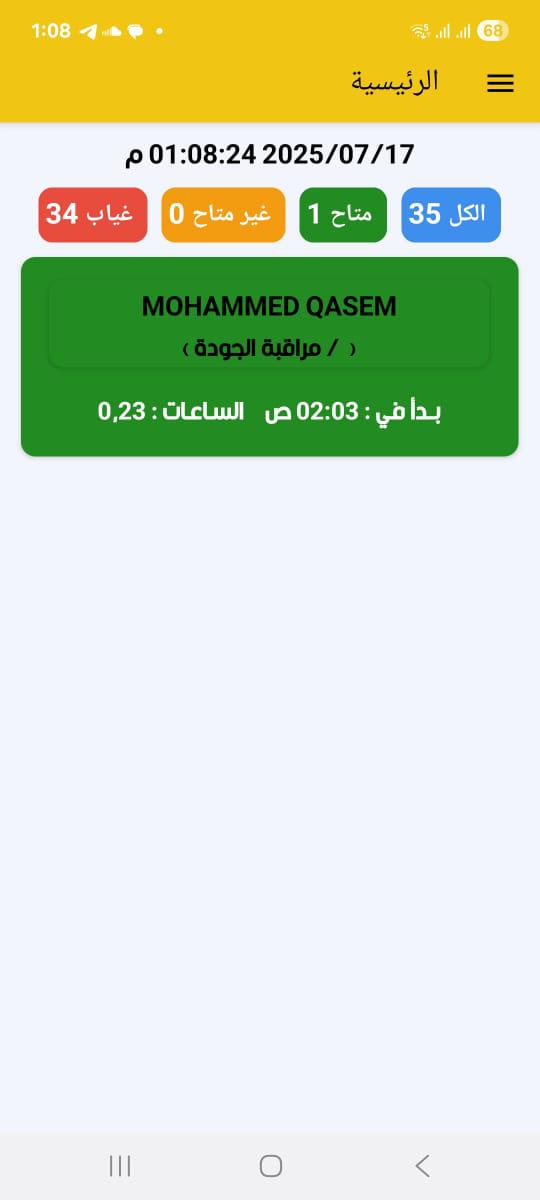 1:08
68
الرئيسية
2025/07/17 01:08:24 م
الكل 35
متاح 1
غير متاح 0
غياب 34
MOHAMMED QASEM
( / مراقبة الجودة )
بدأ في : 02:03 ص الساعات : 0,23